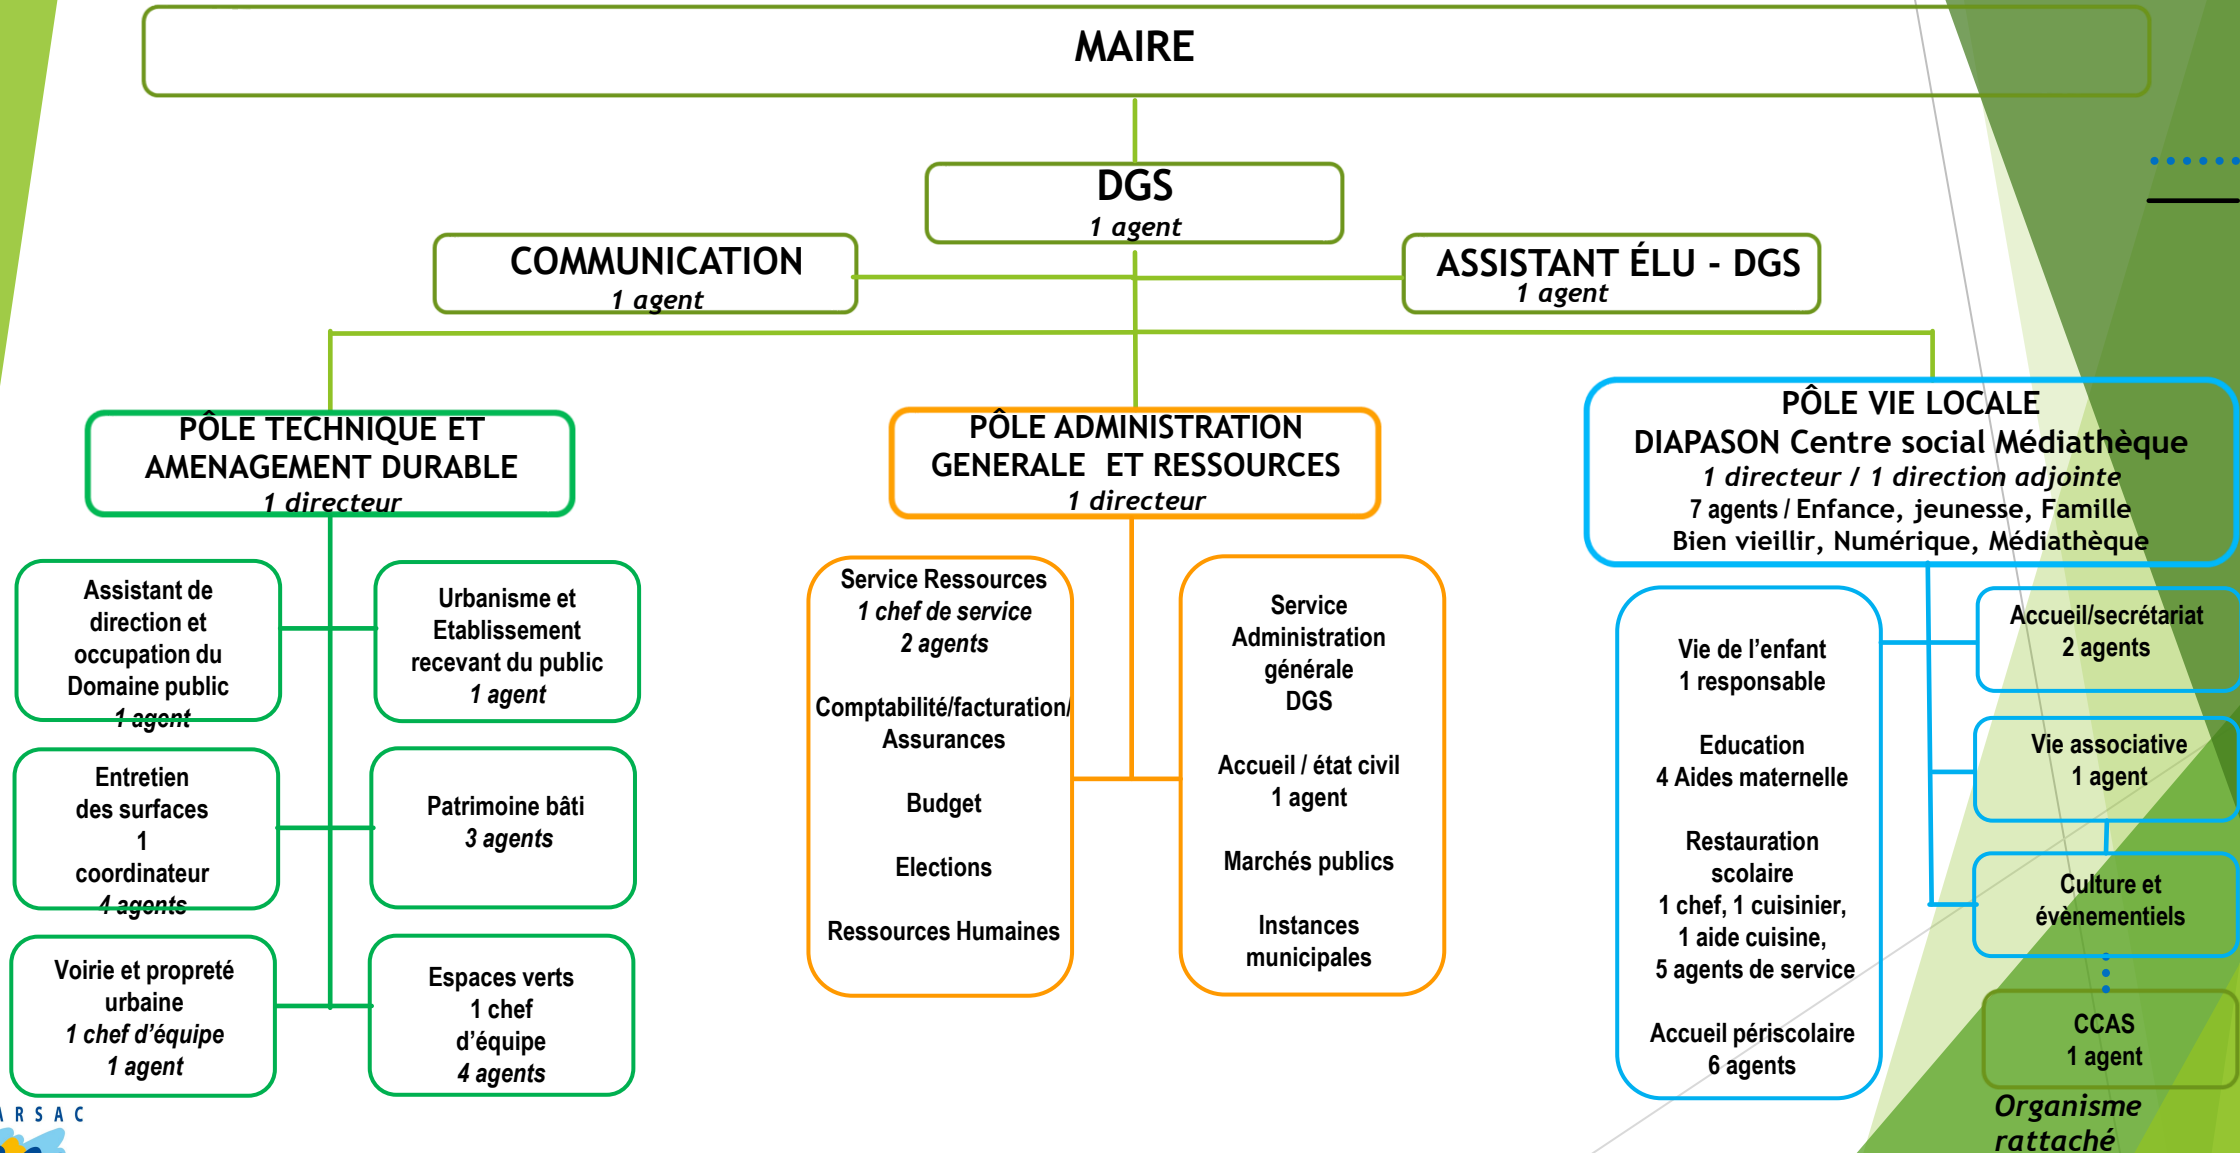 MAIRE
DGS
1 agent
COMMUNICATION
1 agent
ASSISTANT ÉLU - DGS
1 agent
PÔLE TECHNIQUE ET
AMENAGEMENT DURABLE
1 directeur
Assistant de
direction et
occupation du
Domaine public
1 agent
Urbanisme et
Etablissement
recevant du public
1 agent
Entretien
des surfaces
1
coordinateur
4 agents
Patrimoine bâti
3 agents
Voirie et propreté
urbaine
1 chef d’équipe
1 agent
Espaces verts
1 chef
d’équipe
4 agents
PÔLE ADMINISTRATION
GENERALE ET RESSOURCES
1 directeur
Service Ressources
1 chef de service
2 agents
Comptabilité/facturation/
Assurances
Budget
Elections
Ressources Humaines
Service
Administration
générale
DGS
Accueil / état civil
1 agent
Marchés publics
Instances
municipales
PÔLE VIE LOCALE
DIAPASON Centre social Médiathèque
1 directeur / 1 direction adjointe
7 agents / Enfance, jeunesse, Famille
Bien vieillir, Numérique, Médiathèque
Vie de l’enfant
1 responsable
Education
4 Aides maternelle
Restauration
scolaire
1 chef, 1 cuisinier,
1 aide cuisine,
5 agents de service
Accueil périscolaire
6 agents
Accueil/secrétariat
2 agents
Vie associative
1 agent
Culture et
évènementiels
CCAS
1 agent
Organisme
rattaché